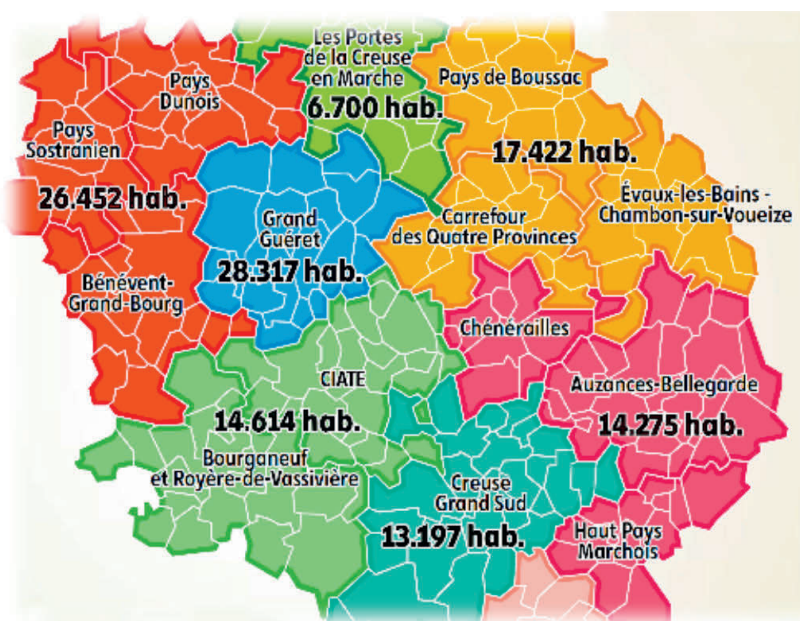 Les Portes
de la Creuse
en Marche
6.700 hab.
Pays
Dunois
Pays de Boussac
17.422 hab.
Pays
Sostranien
26.452 hab.
Évaux-les-Bains -
Chambon-sur-Voueize
Grand
Guéret
28.317 hab.
Carrefour
des Quatre Provinces
Bénévent-
Grand-Bourg
Chénérailles
CIATE
14.614 hab.
Auzances-Bellegarde
14.275 hab.
Bourganeuf
et Royère-de-Vassivière
Creuse
Grand Sud
13.197 hab.
Haut Pays
Marchois